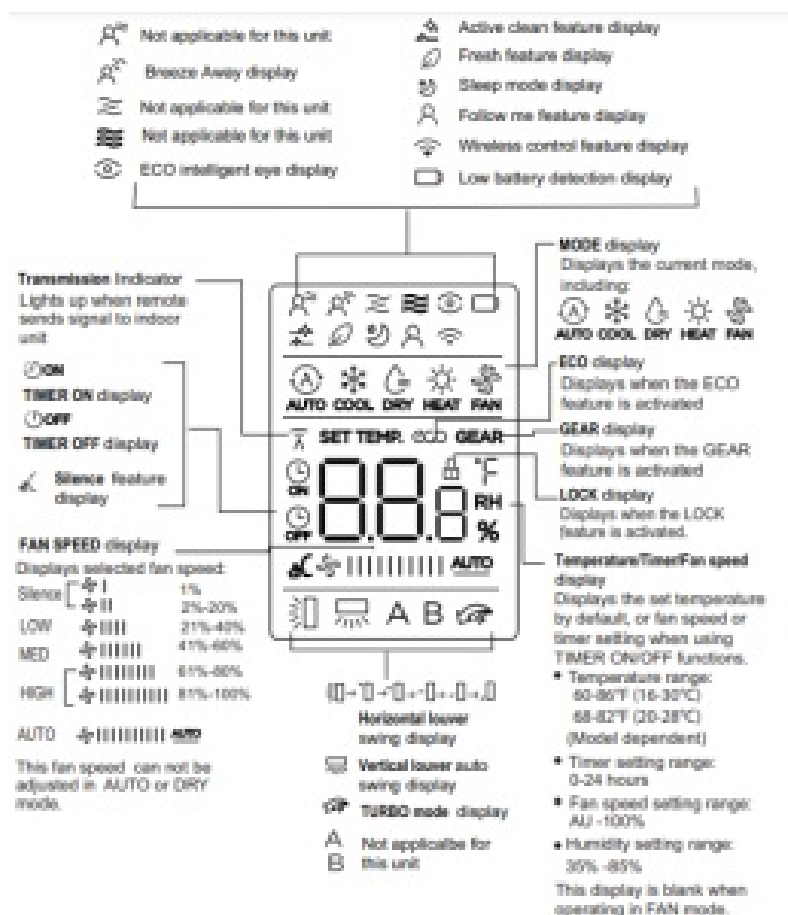 Not applicable for this unit
Breeze Away display
Not applicable for this unit
Not applicable for this unit
ECO intelligent eye display
Active clean feature display
Fresh feature display
Sleep mode display
Follow me feature display
Wireless control feature display
Low battery detection display
Transmission Indicator
Lights up when remote
sends signal to indoor
unit
ON
TIMER ON display
OFF
TIMER OFF display
Silence feature
display
FAN SPEED display
Displays selected fan speed:
Silence
1%
2%-20%
LOW 21%-40%
MED 41%-60%
HIGH
61%-80%
81%-100%
AUTO AUTO
This fan speed can not be
adjusted in AUTO or DRY
mode.
AUTO COOL DRY HEAT FAN
SET TEMP. eco GEAR
ON
88.8
°F
RH
OFF
%
AUTO
A B
Horizontal louver
swing display
Vertical louver auto
swing display
TURBO mode display
A
B
Not applicalbe for
this unit
MODE display
Displays the current mode,
including:
AUTO COOL DRY HEAT FAN
ECO display
Displays when the ECO
feature is activated
GEAR display
Displays when the GEAR
feature is activated
LOCK display
Displays when the LOCK
feature is activated.
Temperature/Timer/Fan speed
display
Displays the set temperature
by default, or fan speed or
timer setting when using
TIMER ON/OFF functions.
• Temperature range:
60-86°F (16-30°C)
68-82°F (20-28°C)
(Model dependent)
• Timer setting range:
0-24 hours
• Fan speed setting range:
AU -100%
• Humidity setting range:
35% -85%
This display is blank when
operating in FAN mode.